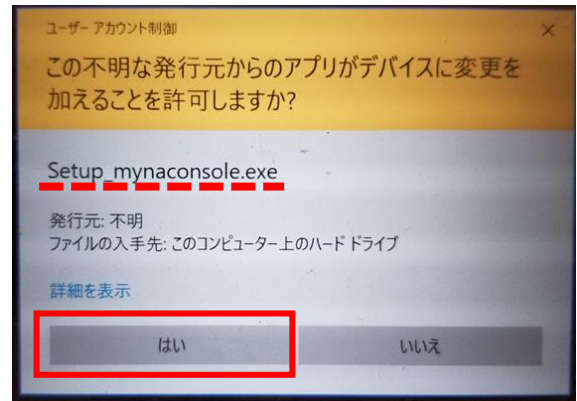 ユーザー アカウント制御
×
この不明な発行元からのアプリがデバイスに変更を
加えることを許可しますか?
Setup_mynaconsole.exe
発行元: 不明
ファイルの入手先: このコンピューター上のハード ドライブ
詳細を表示
はい
いいえ